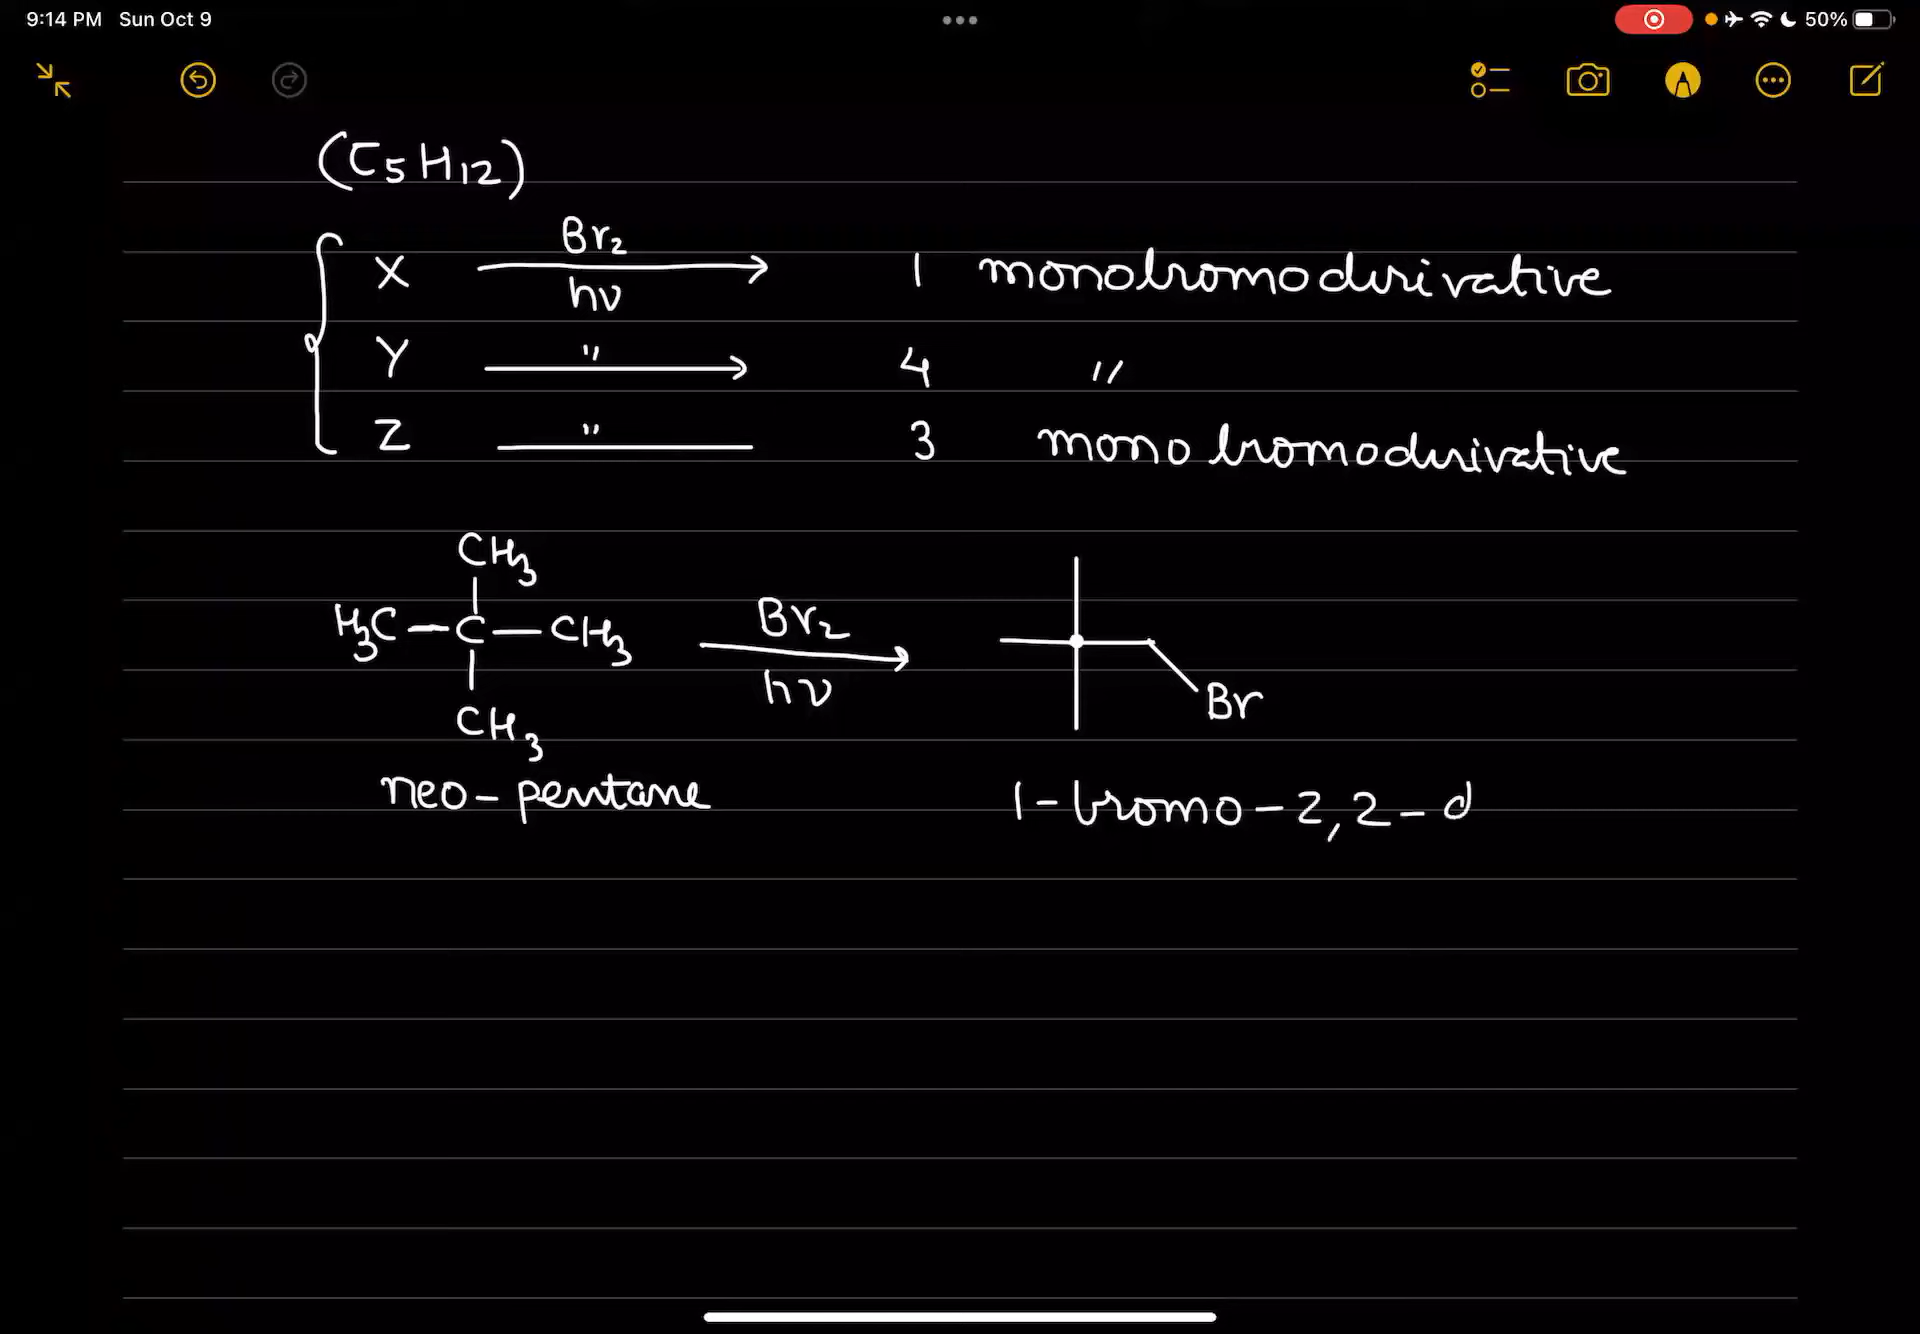 9:14 PM Sun Oct 9
50%
(C5H12)
X Br2 hν 1 monobromoderivative
Y " 4 "
Z " 3 monobromoderivative
CH3
H3C-C-CH3 Br2 hν Br
CH3
neo-pentane 1-bromo-2,2-d